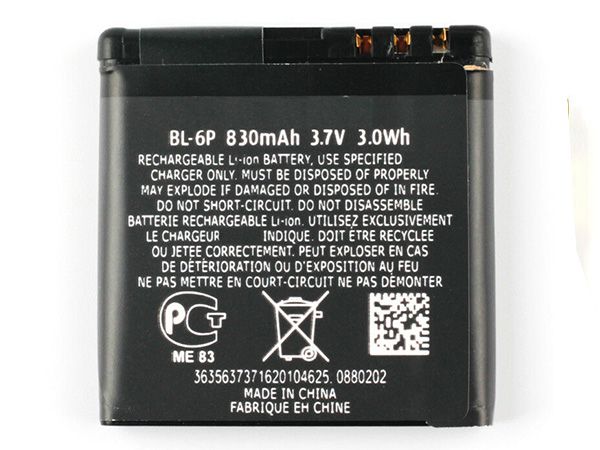 BL-6P 830mAh 3.7V 3.0Wh
RECHARGEABLE Li-ion BATTERY, USE SPECIFIED
CHARGER ONLY. MUST BE DISPOSED OF PROPERLY
MAY EXPLODE IF DAMAGED OR DISPOSED OF IN FIRE.
DO NOT SHORT-CIRCUIT. DO NOT DISASSEMBLE
BATTERIE RECHARGEABLE Li-ion. UTILISEZ EXCLUSIVEMENT
LE CHARGEUR INDIQUE. DOIT ÊTRE RECYCLEE
OU JETEE CORRECTEMENT. PEUT EXPLOSER EN CAS
DE DÉTÉRIORATION OU D'EXPOSITION AU FEU
NE PAS METTRE EN COURT-CIRCUIT. NE PAS DÉMONTER
РСТ
ME 83
3635637371620104625. 0880202
MADE IN CHINA
FABRIQUÉ EH CHINE